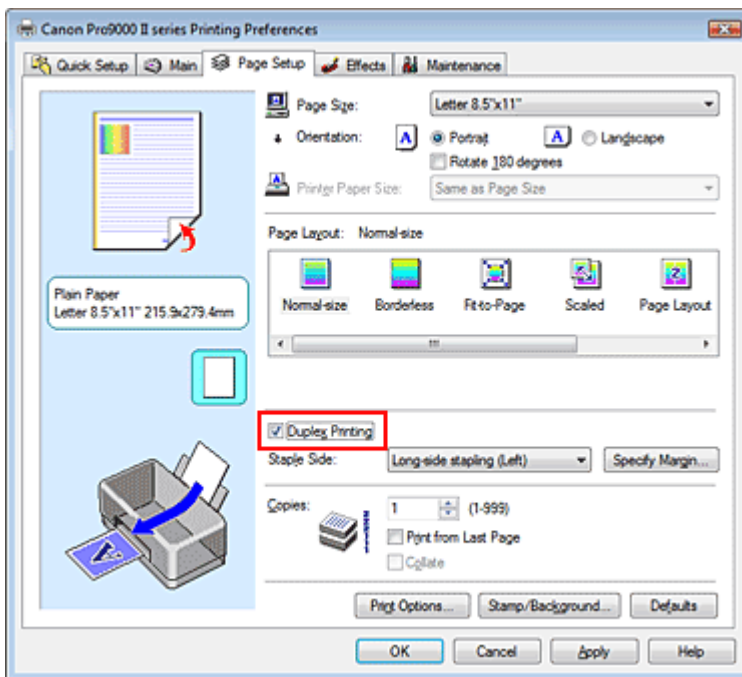 Canon Pro9000 II series Printing Preferences
Quick Setup Main Page Setup Effects Maintenance
Page Size: Letter 8.5"x11"
Orientation: A Portrait A Landscape
Rotate 180 degrees
Printer Paper Size: Same as Page Size
Page Layout: Normal-size
Normal-size Borderless Fit-to-Page Scaled Page Layout
Plain Paper
Letter 8.5"x11" 215.9x279.4mm
Duplex Printing
Staple Side: Long-side stapling (Left) Specify Margin...
Copies: 1 (1-999)
Print from Last Page
Collate
Print Options... Stamp/Background... Defaults
OK Cancel Apply Help